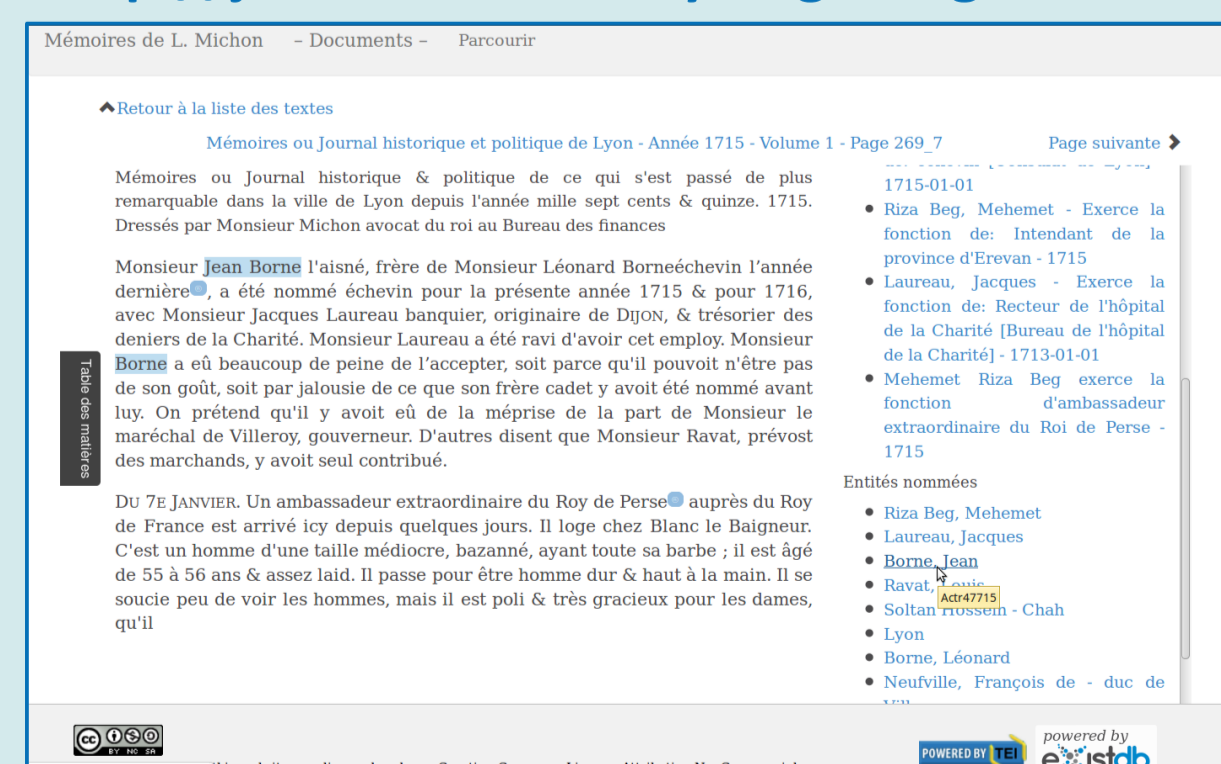 Mémoires de L. Michon – Documents – Parcourir
Retour à la liste des textes
Mémoires ou Journal historique et politique de Lyon - Année 1715 - Volume 1 - Page 269_7 Page suivante
Mémoires ou Journal historique & politique de ce qui s'est passé de plus
remarquable dans la ville de Lyon depuis l'année mille sept cents & quinze. 1715.
Dressés par Monsieur Michon avocat du roi au Bureau des finances
Monsieur Jean Borne l'aisné, frère de Monsieur Léonard Borneéchevin l’année
dernière, a été nommé échevin pour la présente année 1715 & pour 1716,
avec Monsieur Jacques Laureau banquier, originaire de DIJON, & trésorier des
deniers de la Charité. Monsieur Laureau a été ravi d'avoir cet employ. Monsieur
Borne a eû beaucoup de peine de l’accepter, soit parce qu'il pouvoit n'être pas
de son goût, soit par jalousie de ce que son frère cadet y avoit été nommé avant
luy. On prétend qu'il y avoit eû de la méprise de la part de Monsieur le
maréchal de Villeroy, gouverneur. D'autres disent que Monsieur Ravat, prévost
des marchands, y avoit seul contribué.
DU 7E JANVIER. Un ambassadeur extraordinaire du Roy de Perse auprès du Roy
de France est arrivé icy depuis quelques jours. Il loge chez Blanc le Baigneur.
C'est un homme d'une taille médiocre, bazanné, ayant toute sa barbe ; il est âgé
de 55 à 56 ans & assez laid. Il passe pour être homme dur & haut à la main. Il se
soucie peu de voir les hommes, mais il est poli & très gracieux pour les dames,
qu'il
Table des matières
1715-01-01
Riza Beg, Mehemet - Exerce la
fonction de: Intendant de la
province d'Erevan - 1715
Laureau, Jacques - Exerce la
fonction de: Recteur de l'hôpital
de la Charité [Bureau de l'hôpital
de la Charité] - 1713-01-01
Mehemet Riza Beg exerce la
fonction d'ambassadeur
extraordinaire du Roi de Perse -
1715
Entités nommées
Riza Beg, Mehemet
Laureau, Jacques
Borne, Jean
Ravat, Louis
Actr47715
Soltan Hossein - Chah
Lyon
Borne, Léonard
Neufville, François de - duc de
cc BY NC SA
POWERED BY TEI
powered by
existdb